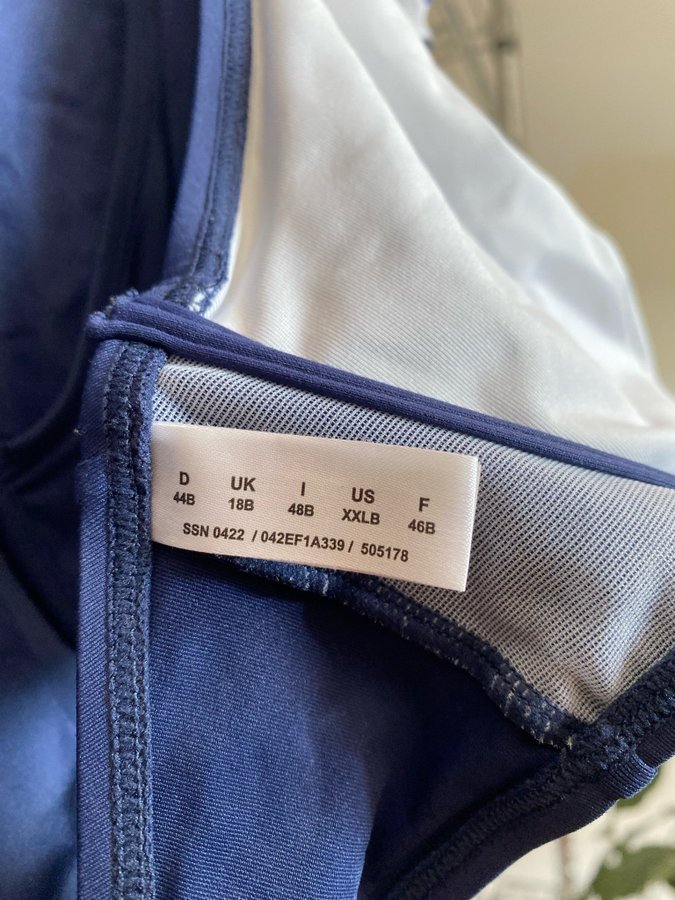 D UK I US F
44B 18B 48B XXLB 46B
SSN 0422 / 042EF1A339 / 505178